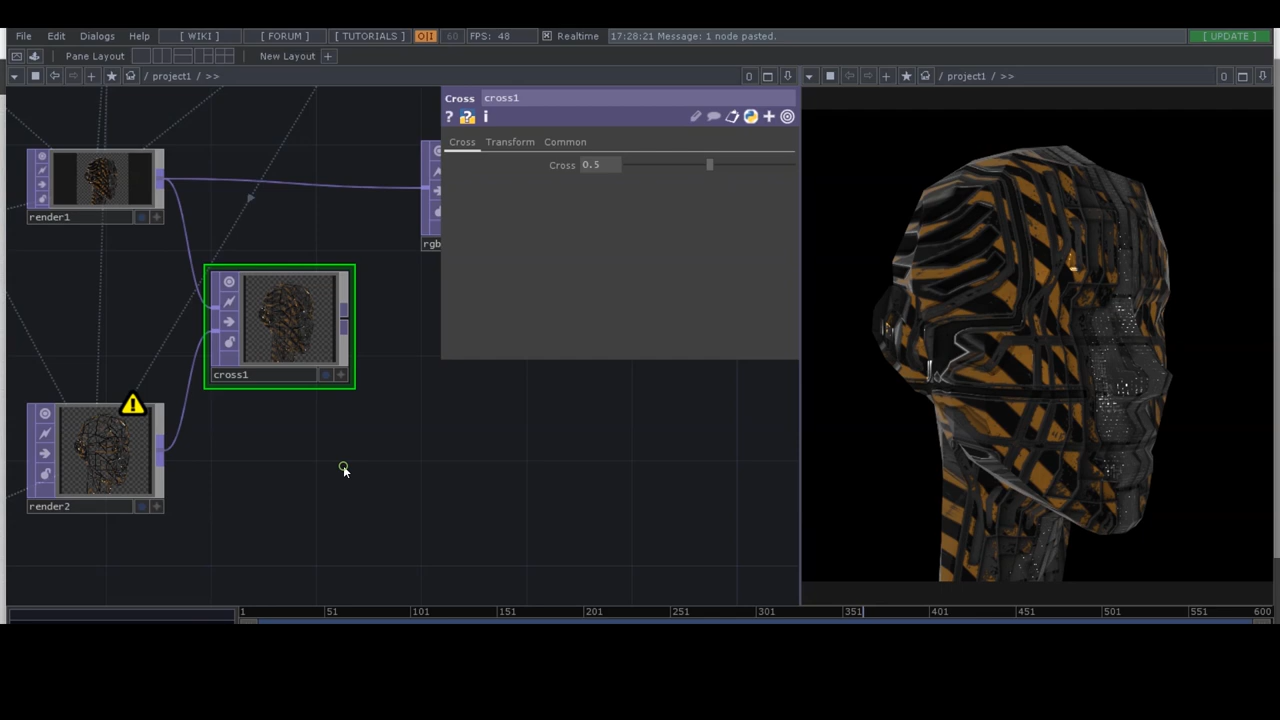 File Edit Dialogs Help [ WIKI ] [ FORUM ] [ TUTORIALS ] O|I 60 FPS: 48 Realtime 17:28:21 Message: 1 node pasted. [ UPDATE ]
Pane Layout New Layout +
/ project1 / >> 0 / project1 / >> 0
Cross cross1
? ? i
Cross Transform Common
Cross 0.5
render1
rgb
cross1
render2
1 51 101 151 201 251 301 351 401 451 501 551 600